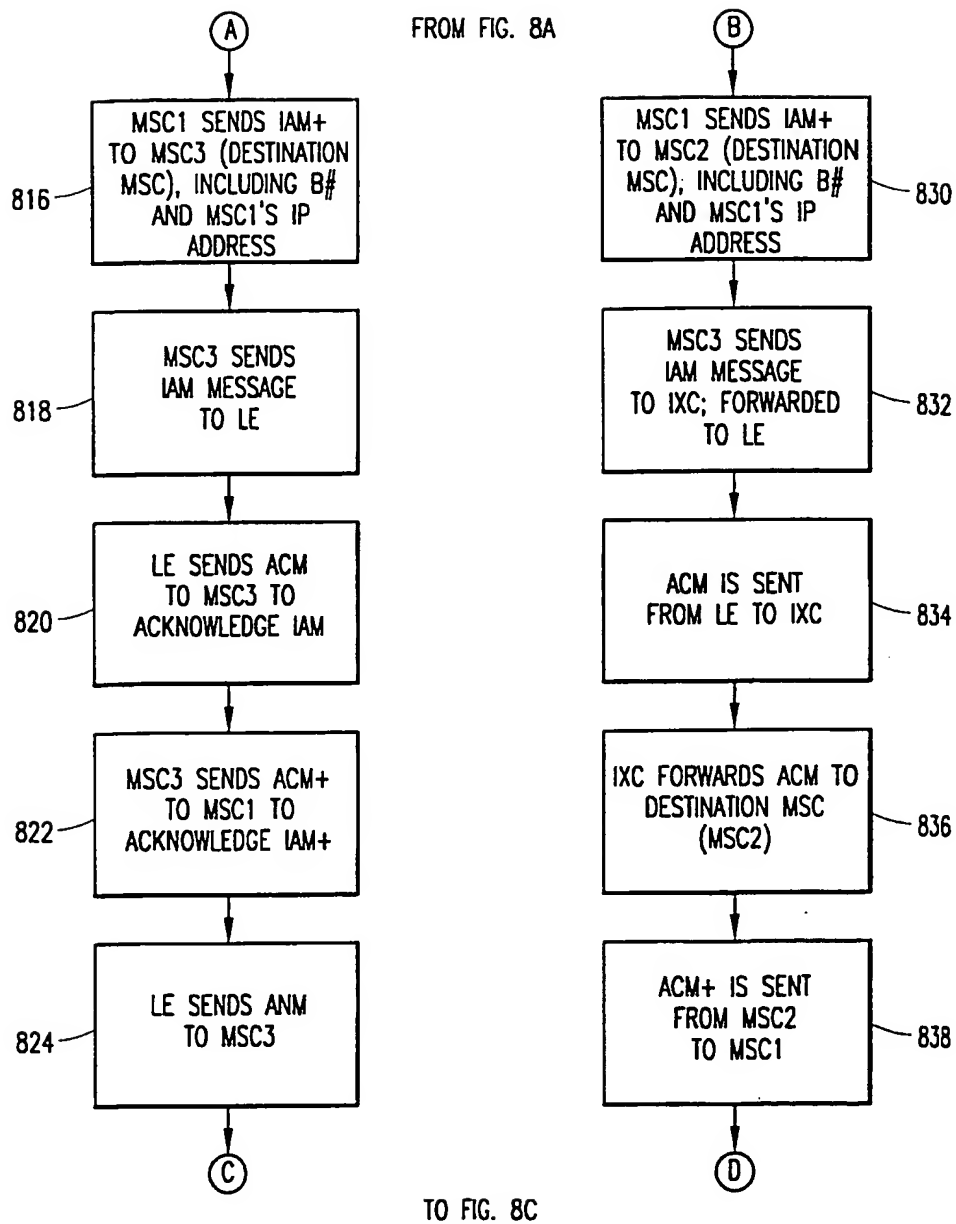 FROM FIG. 8A
A
MSC1 SENDS IAM+
TO MSC3 (DESTINATION
MSC), INCLUDING B#
AND MSC1'S IP
ADDRESS
816
MSC3 SENDS
IAM MESSAGE
TO LE
818
LE SENDS ACM
TO MSC3 TO
ACKNOWLEDGE IAM
820
MSC3 SENDS ACM+
TO MSC1 TO
ACKNOWLEDGE IAM+
822
LE SENDS ANM
TO MSC3
824
C
B
MSC1 SENDS IAM+
TO MSC2 (DESTINATION
MSC), INCLUDING B#
AND MSC1'S IP
ADDRESS
830
MSC3 SENDS
IAM MESSAGE
TO IXC; FORWARDED
TO LE
832
ACM IS SENT
FROM LE TO IXC
834
IXC FORWARDS ACM TO
DESTINATION MSC
(MSC2)
836
ACM+ IS SENT
FROM MSC2
TO MSC1
838
D
TO FIG. 8C